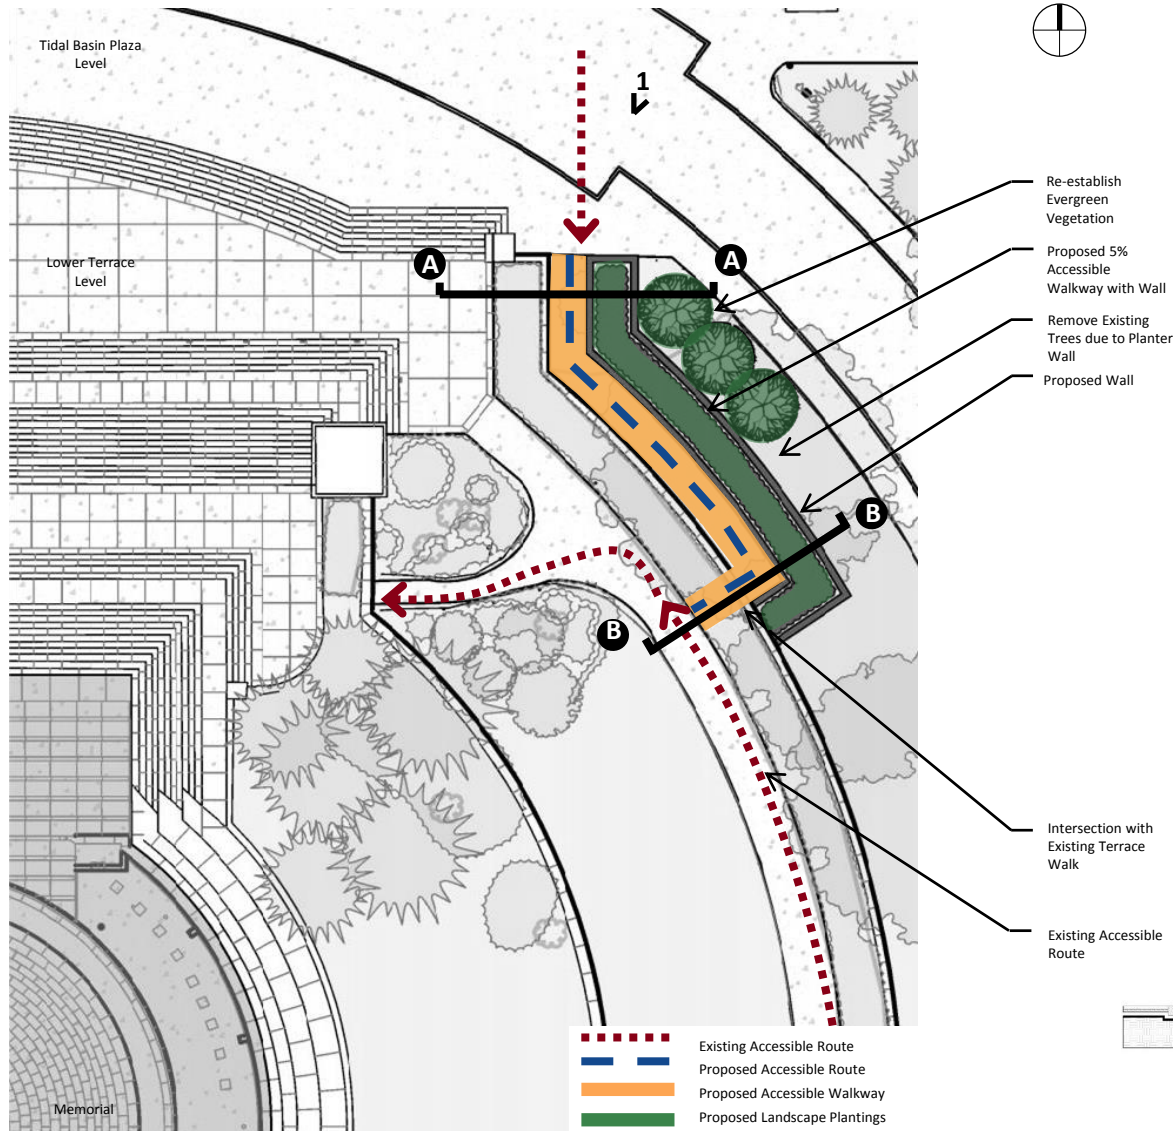 Tidal Basin Plaza
Level
1
Re-establish
Evergreen
Vegetation
Proposed 5%
Accessible
Walkway with Wall
Lower Terrace
Level
A
A
Remove Existing
Trees due to Planter
Wall
Proposed Wall
B
B
Intersection with
Existing Terrace
Walk
Existing Accessible
Route
Existing Accessible Route
Proposed Accessible Route
Proposed Accessible Walkway
Proposed Landscape Plantings
Memorial